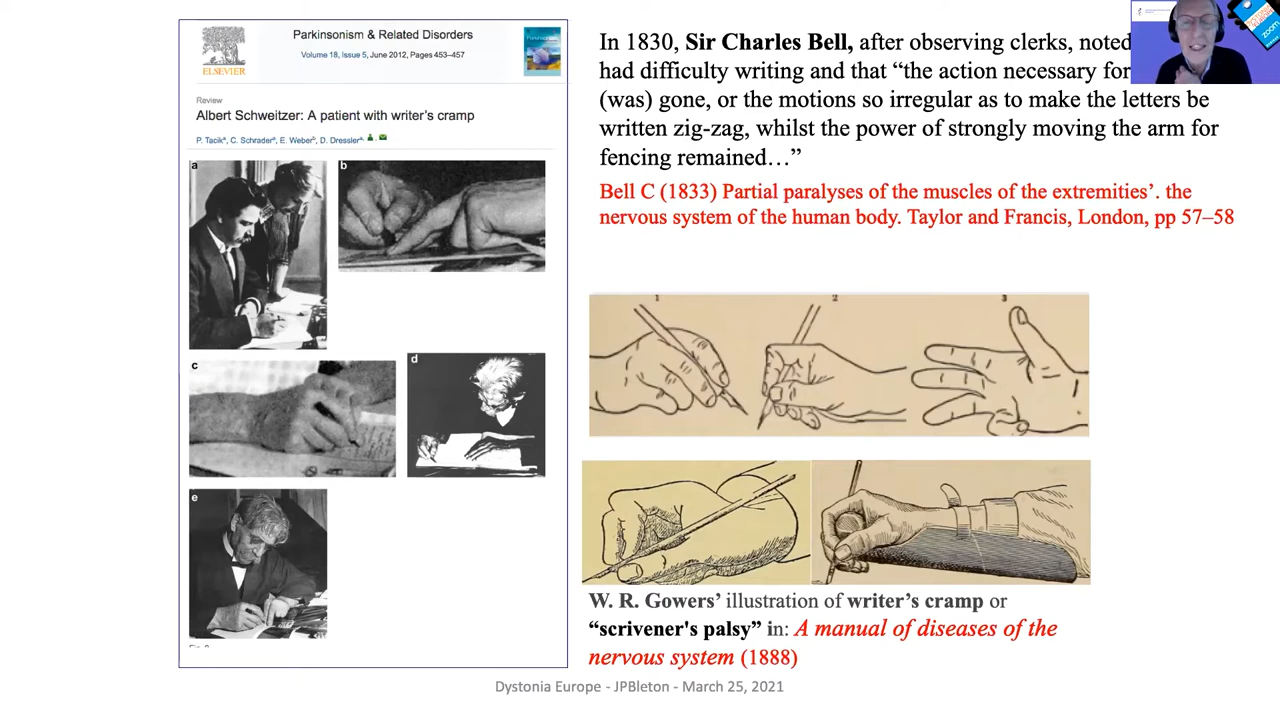 Parkinsonism & Related Disorders
Volume 18, Issue 5, June 2012, Pages 453–457
ELSEVIER
Review
Albert Schweitzer: A patient with writer's cramp
P. Tacikᵃ, C. Schraderᵃ, E. Weberᵇ, D. Dresslerᵃ,
a
b
c
d
e
In 1830, Sir Charles Bell, after observing clerks, noted
had difficulty writing and that “the action necessary for
(was) gone, or the motions so irregular as to make the letters be
written zig-zag, whilst the power of strongly moving the arm for
fencing remained…”
Bell C (1833) Partial paralyses of the muscles of the extremities’. the
nervous system of the human body. Taylor and Francis, London, pp 57–58
1 2 3
W. R. Gowers’ illustration of writer’s cramp or
“scrivener's palsy” in: A manual of diseases of the
nervous system (1888)
Dystonia Europe - JPBleton - March 25, 2021
zoom